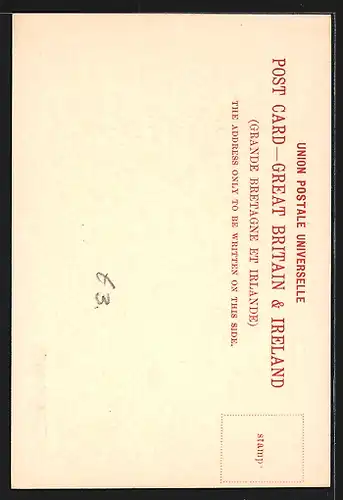 UNION POSTALE UNIVERSELLE
POST CARD—GREAT BRITAIN & IRELAND
(GRANDE BRETAGNE ET IRLANDE)
THE ADDRESS ONLY TO BE WRITTEN ON THIS SIDE.
stamp
£3.